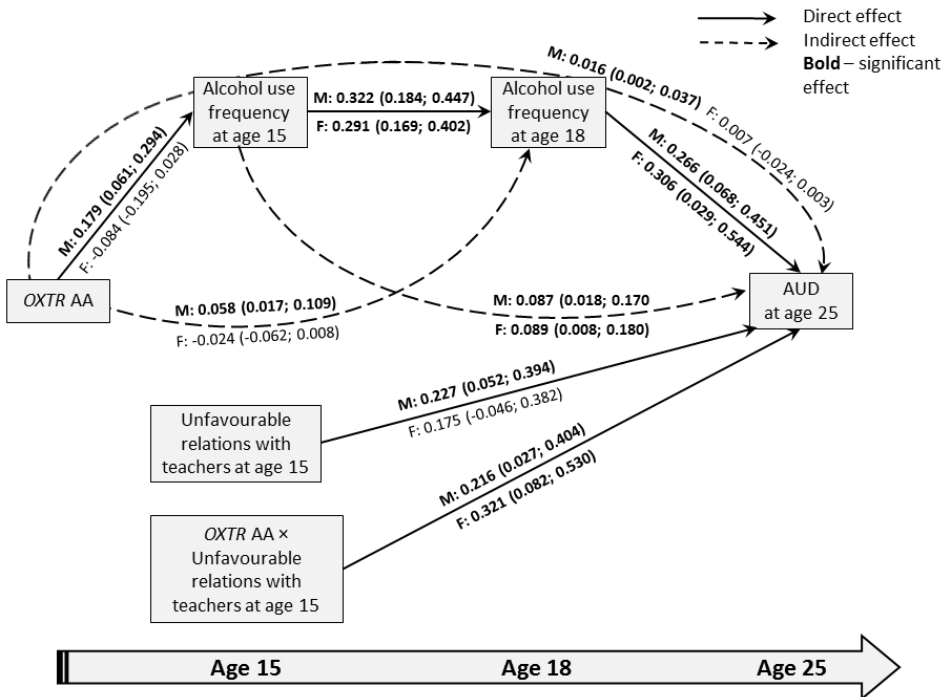 Direct effect
Indirect effect
Bold – significant
effect
M: 0.016 (0.002; 0.037)
F: 0.007 (-0.024; 0.003)
Alcohol use
frequency
at age 15
M: 0.322 (0.184; 0.447)
F: 0.291 (0.169; 0.402)
Alcohol use
frequency
at age 18
M: 0.179 (0.061; 0.294)
F: -0.084 (-0.195; 0.028)
M: 0.266 (0.068; 0.451)
F: 0.306 (0.029; 0.544)
OXTR AA
M: 0.058 (0.017; 0.109)
F: -0.024 (-0.062; 0.008)
M: 0.087 (0.018; 0.170
F: 0.089 (0.008; 0.180)
AUD
at age 25
Unfavourable
relations with
teachers at age 15
M: 0.227 (0.052; 0.394)
F: 0.175 (-0.046; 0.382)
OXTR AA ×
Unfavourable
relations with
teachers at age 15
M: 0.216 (0.027; 0.404)
F: 0.321 (0.082; 0.530)
Age 15
Age 18
Age 25